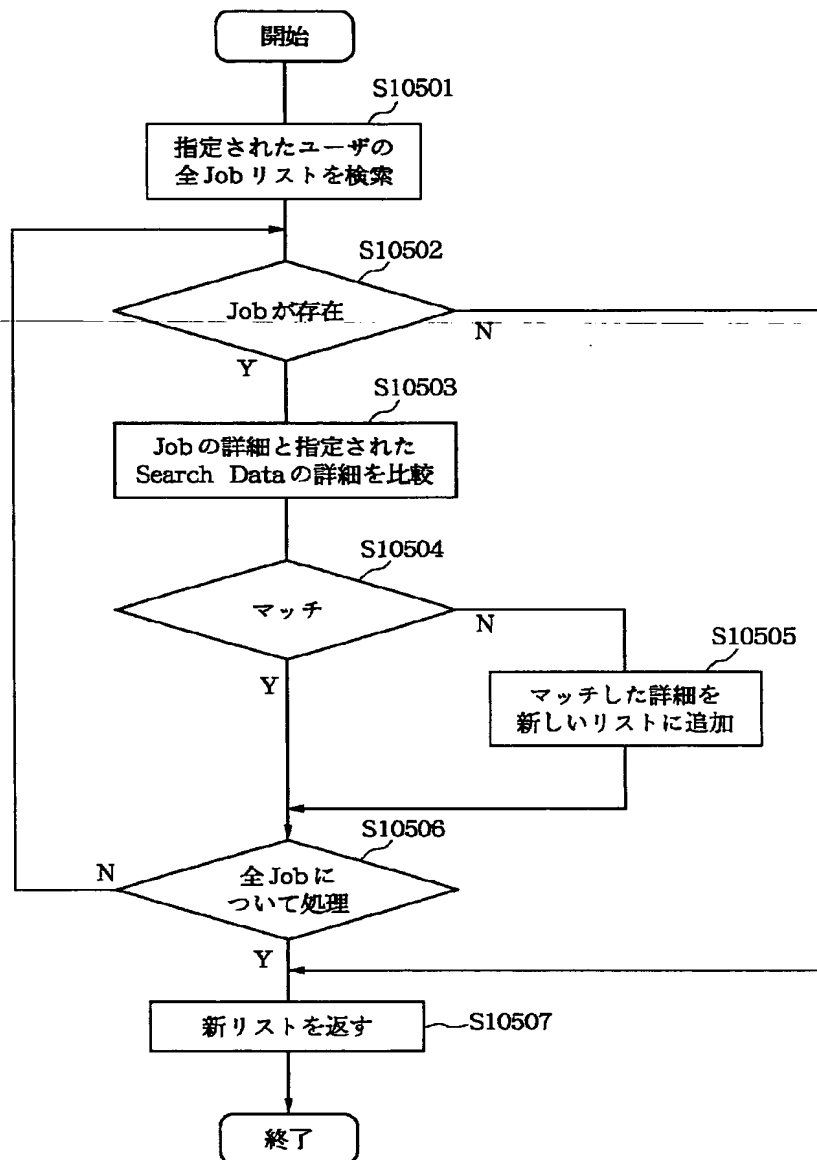 開始
S10501
指定されたユーザの
全Jobリストを検索
S10502
Jobが存在
N
Y
S10503
Jobの詳細と指定された
Search Dataの詳細を比較
S10504
マッチ
N
Y
S10505
マッチした詳細を
新しいリストに追加
S10506
N
全Jobに
ついて処理
Y
新リストを返す
S10507
終了